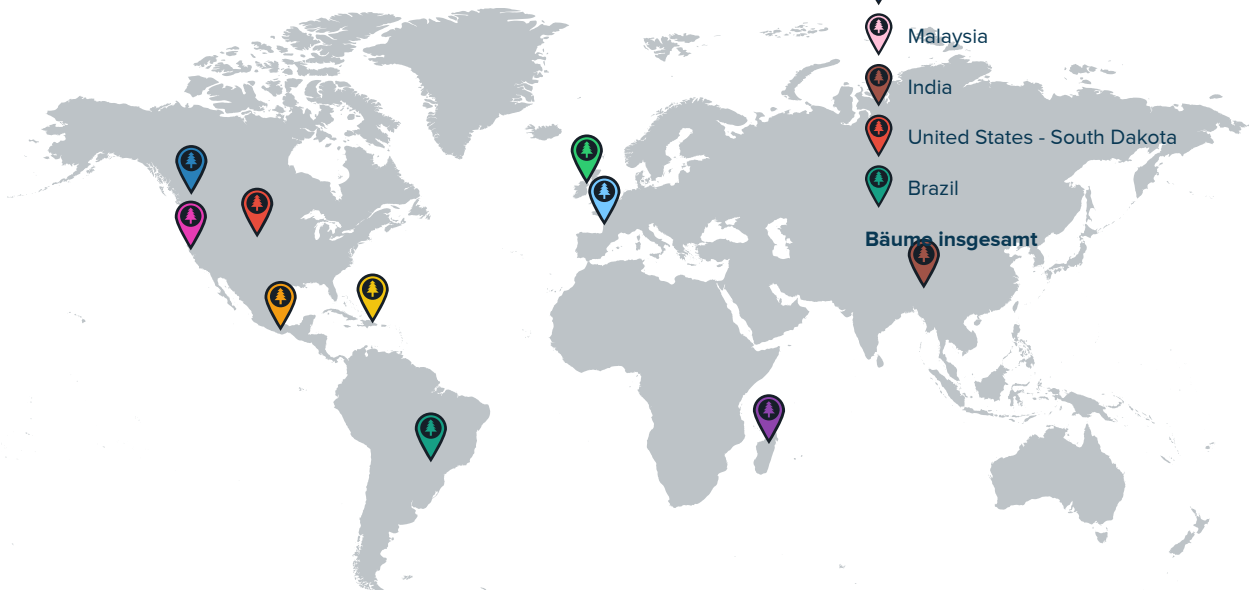 Malaysia
India
United States - South Dakota
Brazil
Bäume insgesamt